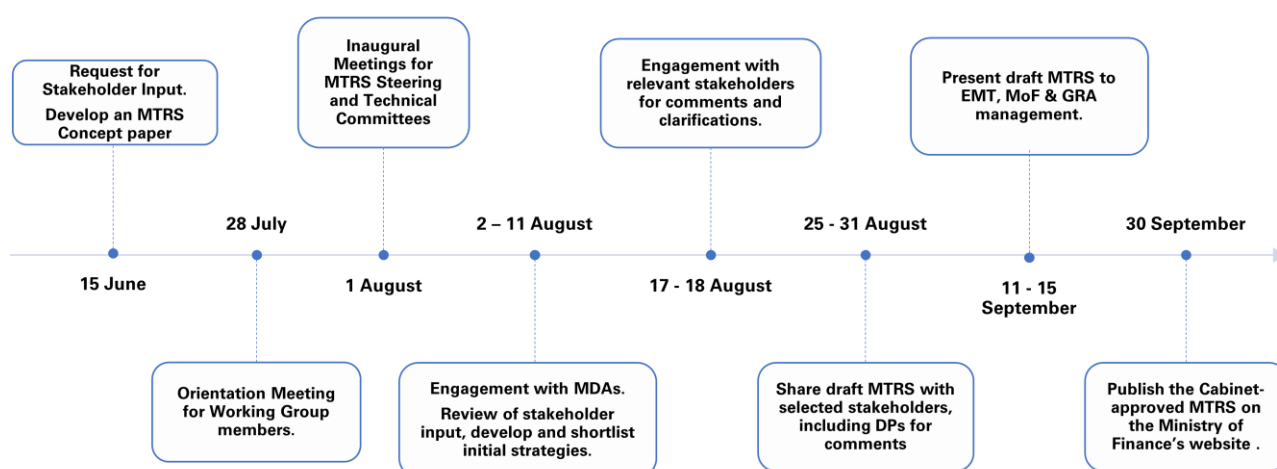 Request for
Stakeholder Input.
Develop an MTRS
Concept paper
Inaugural
Meetings for
MTRS Steering
and Technical
Committees
Engagement with
relevant stakeholders
for comments and
clarifications.
Present draft MTRS to
EMT, MoF & GRA
management.
28 July
2 – 11 August
25 - 31 August
30 September
15 June
1 August
17 - 18 August
11 - 15
September
Orientation Meeting
for Working Group
members.
Engagement with MDAs.
Review of stakeholder
input, develop and shortlist
initial strategies.
Share draft MTRS with
selected stakeholders,
including DPs for
comments
Publish the Cabinet-
approved MTRS on
the Ministry of
Finance's website .